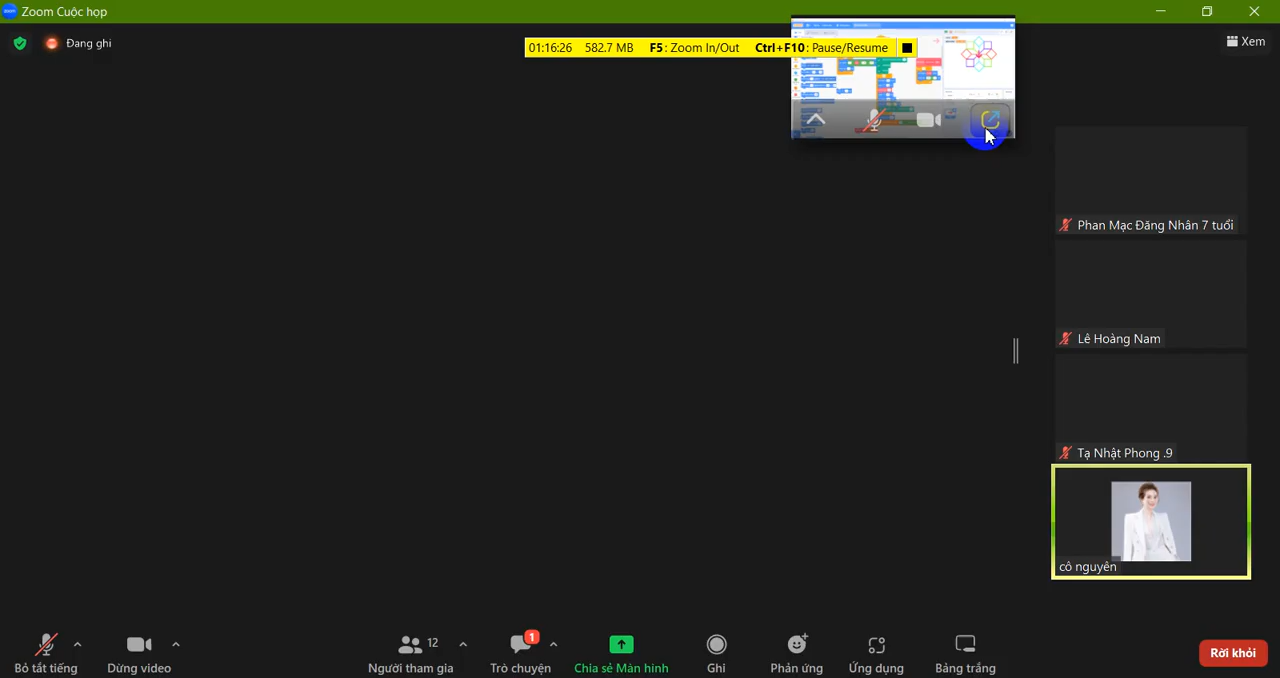 Zoom Cuộc họp
Đang ghi
01:16:26 582.7 MB F5: Zoom In/Out Ctrl+F10: Pause/Resume
Xem
Phan Mạc Đăng Nhân 7 tuổi
Lê Hoàng Nam
Tạ Nhật Phong .9
cô nguyên
12
1
Bỏ tắt tiếng
Dừng video
Người tham gia
Trò chuyện
Chia sẻ Màn hình
Ghi
Phản ứng
Ứng dụng
Bảng trắng
Rời khỏi